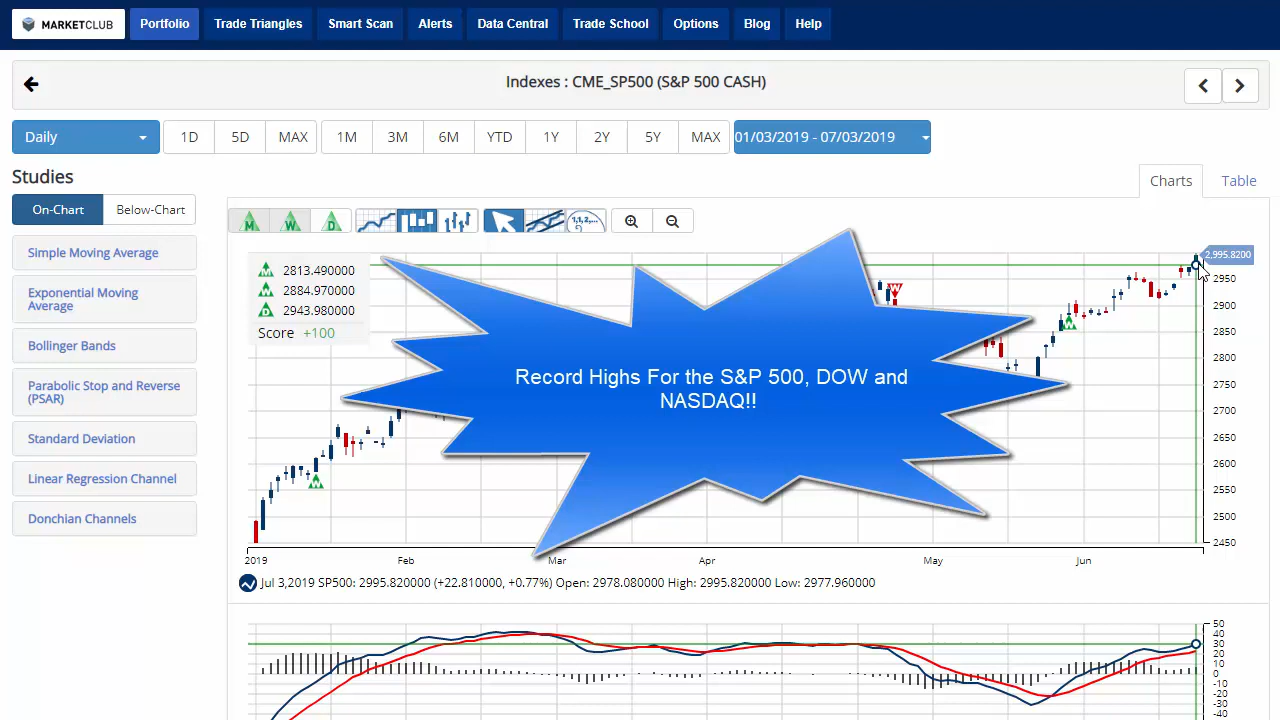 MARKETCLUB
Portfolio
Trade Triangles
Smart Scan
Alerts
Data Central
Trade School
Options
Blog
Help
Indexes : CME_SP500 (S&P 500 CASH)
Daily
1D
5D
MAX
1M
3M
6M
YTD
1Y
2Y
5Y
MAX
01/03/2019 - 07/03/2019
Studies
Charts
Table
On-Chart
Below-Chart
M
W
D
Simple Moving Average
Exponential Moving
Average
Bollinger Bands
Parabolic Stop and Reverse
(PSAR)
Standard Deviation
Linear Regression Channel
Donchian Channels
M 2813.490000
W 2884.970000
D 2943.980000
Score +100
Record Highs For the S&P 500, DOW and
NASDAQ!!
2,995.8200
2950
2900
2850
2800
2750
2700
2650
2600
2550
2500
2450
2019
Feb
Mar
Apr
May
Jun
Jul 3,2019 SP500: 2995.820000 (+22.810000, +0.77%) Open: 2978.080000 High: 2995.820000 Low: 2977.960000
50
40
30
20
10
0
-10
-20
-30
-40